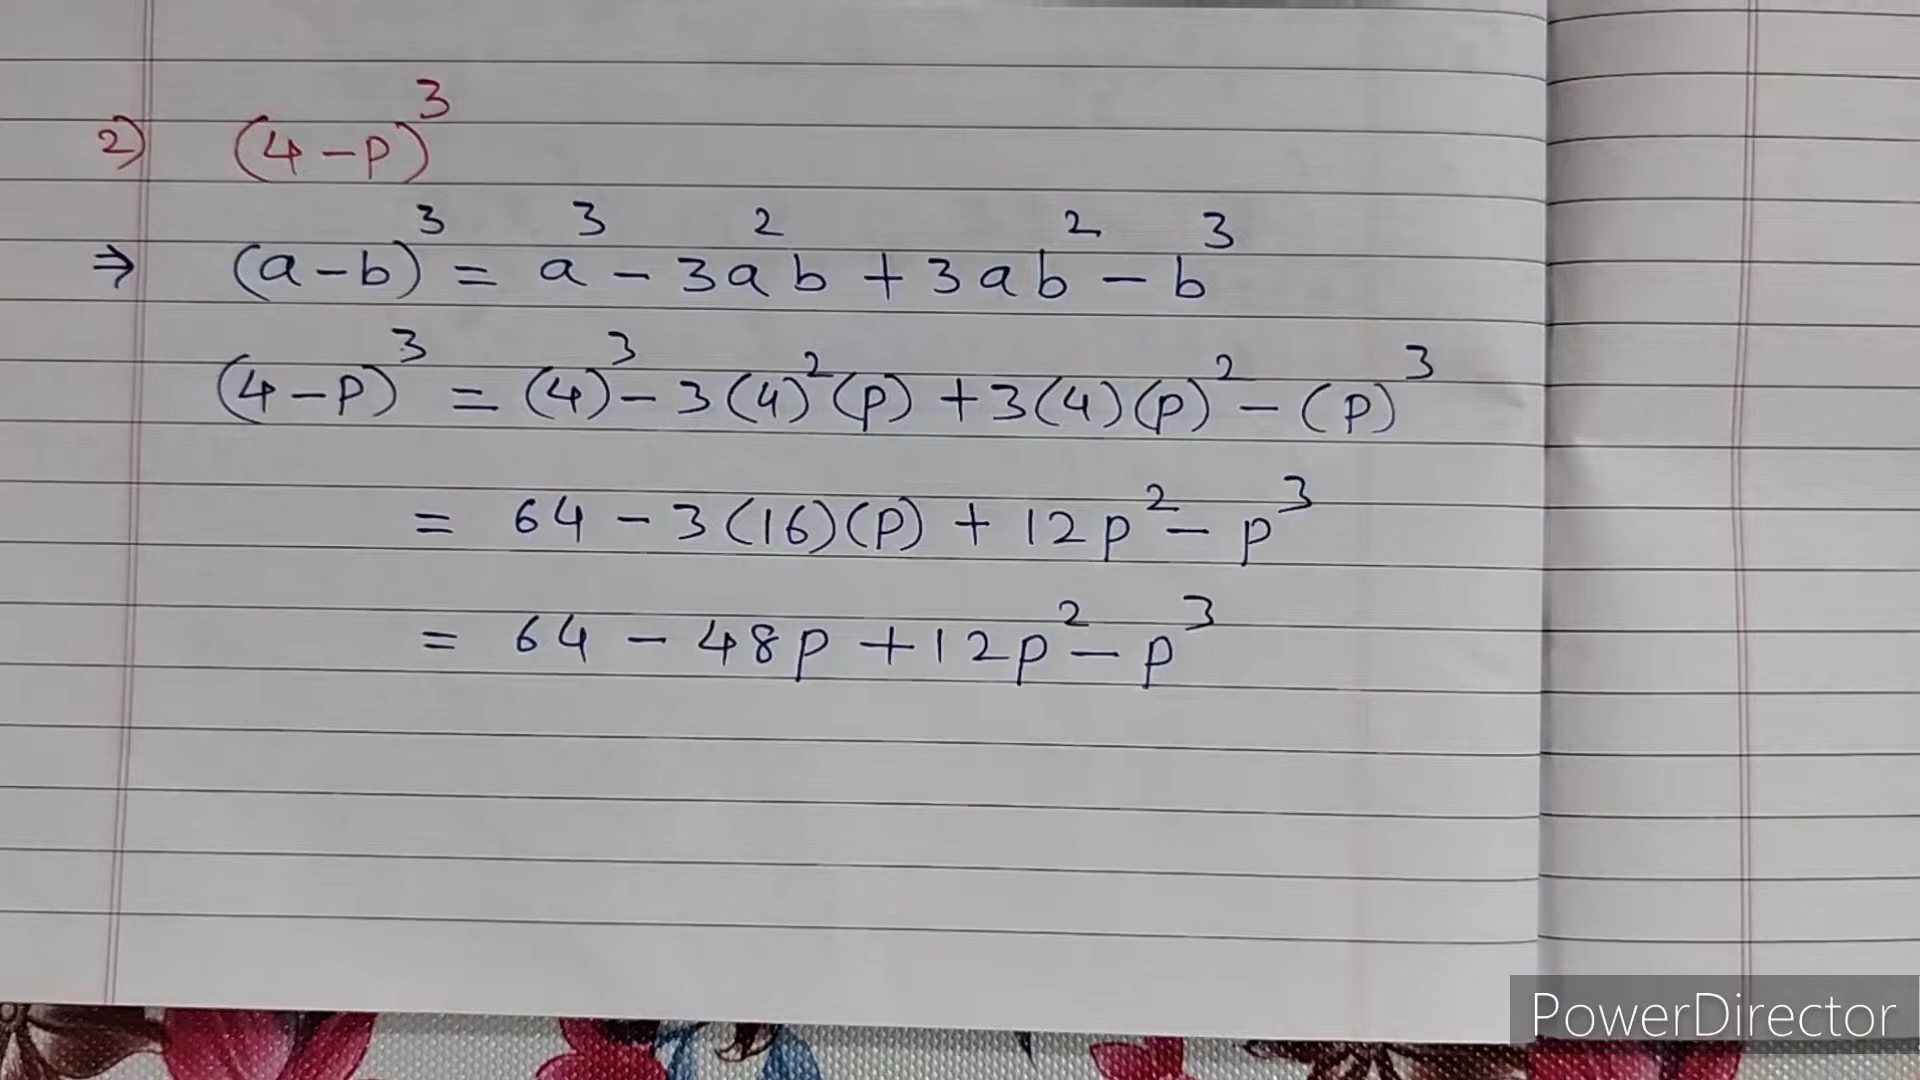 2) (4-p)³
⇒ (a-b)³ = a³ - 3a²b + 3ab² - b³
(4-p)³ = (4)³ - 3(4)²(p) + 3(4)(p)² - (p)³
= 64 - 3(16)(p) + 12p² - p³
= 64 - 48p + 12p² - p³
PowerDirector